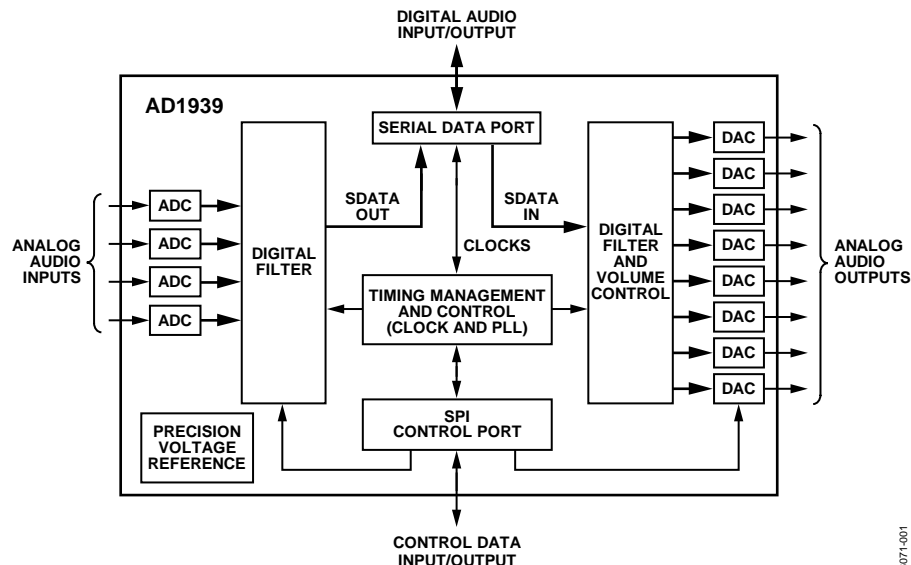 DIGITAL AUDIO
INPUT/OUTPUT
AD1939
SERIAL DATA PORT
SDATA
OUT
SDATA
IN
CLOCKS
ANALOG
AUDIO
INPUTS
ADC
ADC
ADC
ADC
DIGITAL
FILTER
TIMING MANAGEMENT
AND CONTROL
(CLOCK AND PLL)
DIGITAL
FILTER
AND
VOLUME
CONTROL
DAC
DAC
DAC
DAC
DAC
DAC
DAC
DAC
ANALOG
AUDIO
OUTPUTS
PRECISION
VOLTAGE
REFERENCE
SPI
CONTROL PORT
CONTROL DATA
INPUT/OUTPUT
071-001